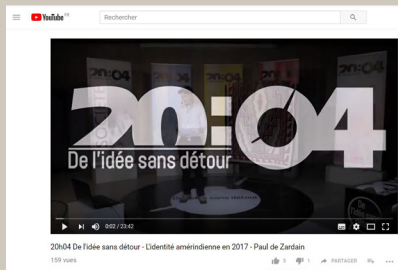 YouTube FR
Rechercher
20:04
De l'idée sans détour
0:02 / 23:42
20h04 De l'idée sans détour - L'identité amérindienne en 2017 - Paul de Zardain
159 vues
5
1
PARTAGER